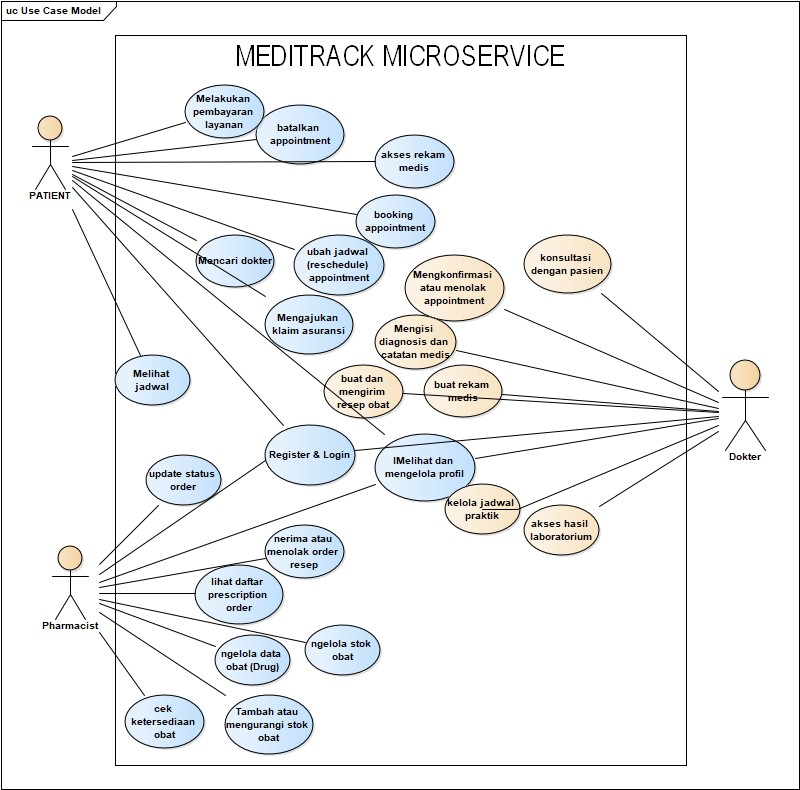 uc Use Case Model
MEDITRACK MICROSERVICE
Melakukan
pembayaran
layanan
batalkan
appointment
akses rekam
medis
PATIENT
booking
appointment
Mencari dokter
ubah jadwal
(reschedule)
appointment
konsultasi
dengan pasien
Mengkonfirmasi
atau menolak
appointment
Mengajukan
klaim asuransi
Mengisi
diagnosis dan
catatan medis
Melihat
jadwal
buat dan
mengirim
resep obat
buat rekam
medis
Dokter
Register & Login
lMelihat dan
mengelola profil
update status
order
kelola jadwal
praktik
akses hasil
laboratorium
nerima atau
menolak order
resep
lihat daftar
prescription
order
Pharmacist
ngelola data
obat (Drug)
ngelola stok
obat
cek
ketersediaan
obat
Tambah atau
mengurangi stok
obat